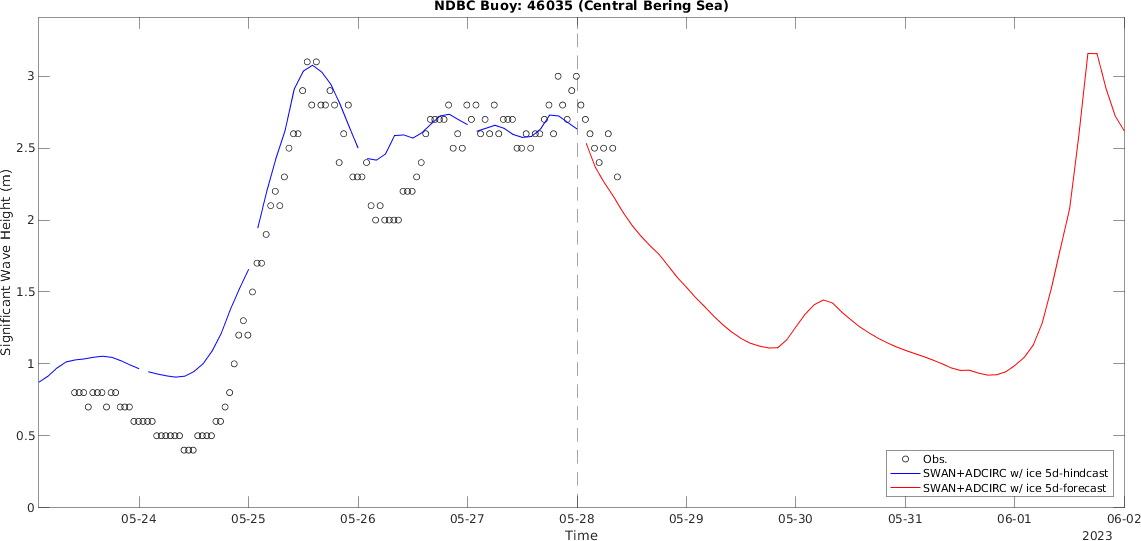 NDBC Buoy: 46035 (Central Bering Sea)
Significant Wave Height (m)
3
2.5
2
1.5
1
0.5
0
Obs.
SWAN+ADCIRC w/ ice 5d-hindcast
SWAN+ADCIRC w/ ice 5d-forecast
05-24 05-25 05-26 05-27 05-28 05-29 05-30 05-31 06-01 06-02
Time
2023